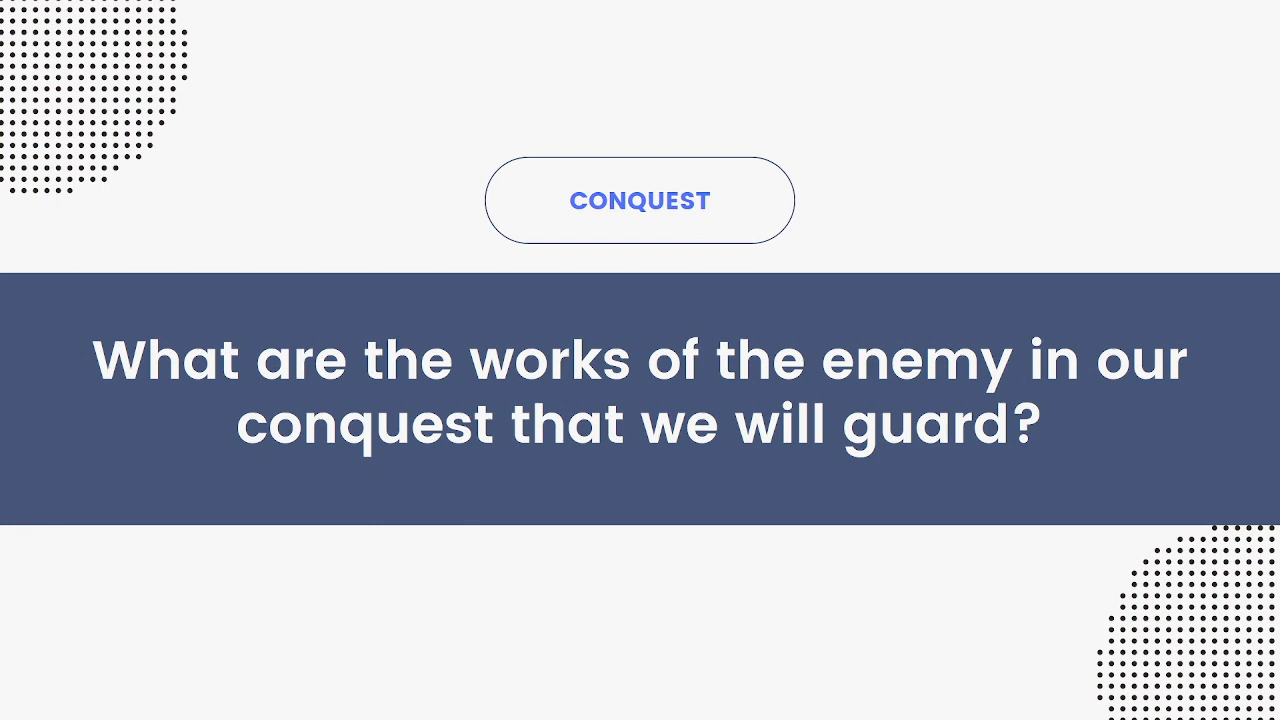 CONQUEST
What are the works of the enemy in our
conquest that we will guard?